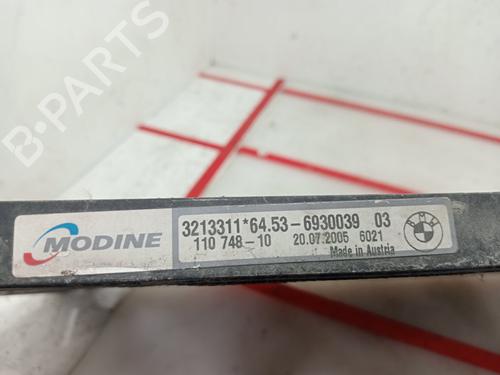 B-PARTS
MODINE
3213311*64.53-6930039 03
110 748-10 20.07.2005 6021
Made in Austria
BMW